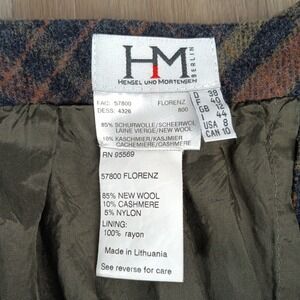 HM
BERLIN
HENSEL UND MORTENSEN
FAC: 57800 FLORENZ
DESS: 4326 800
85% SCHURWOLLE/SCHEERWOL
LAINE VIERGE/NEW WOOL
10% KASCHMIER/KASJMIER
CACHEMIERE/CASHMERE
D 38
F 40
I 44
GB 12
USA 8
CAN 10
RN 95569
57800 FLORENZ
85% NEW WOOL
10% CASHMERE
5% NYLON
LINING:
100% rayon
Made in Lithuania
See reverse for care